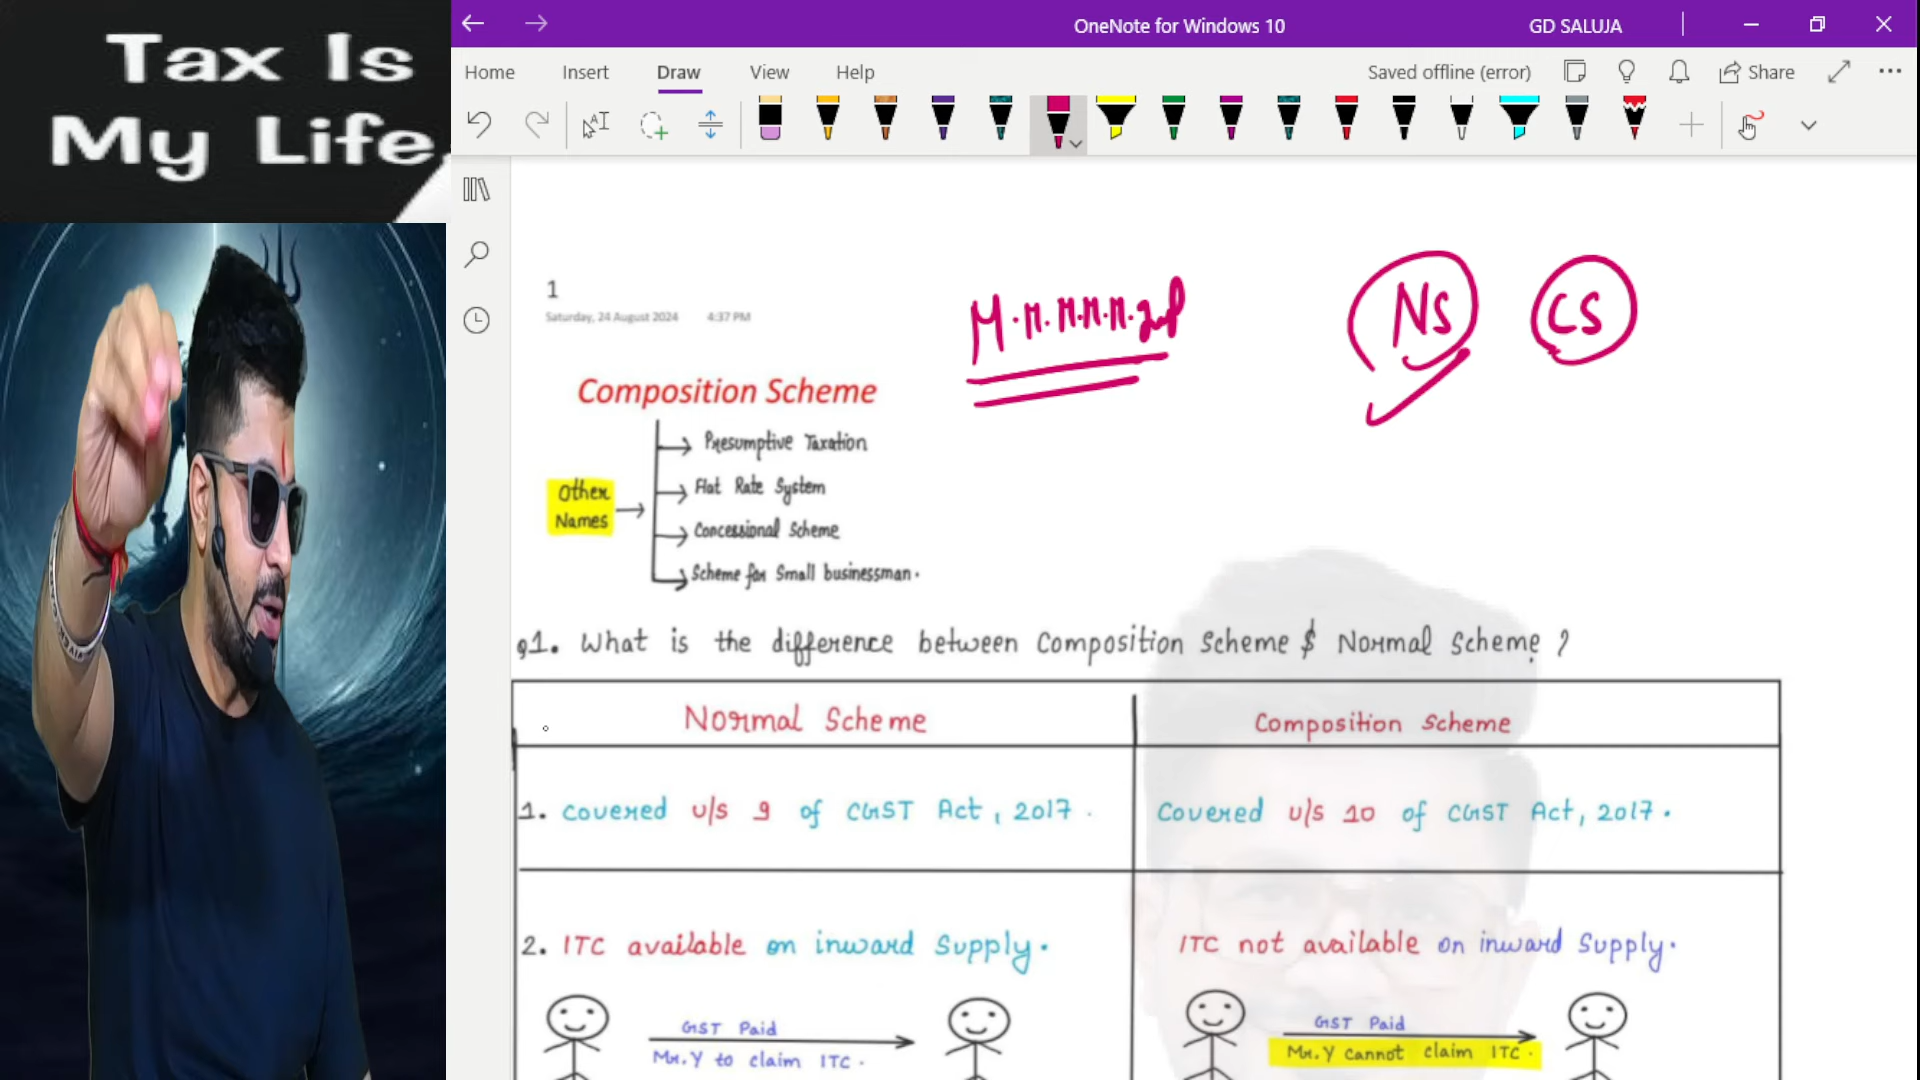 Tax Is
My Life.
OneNote for Windows 10
GD SALUJA
Home Insert Draw View Help
Saved offline (error)
Share
1
Saturday, 24 August 2024 4:37 PM
NS CS
Composition Scheme
Other Names
Presumptive Taxation
Flat Rate System
Concessional Scheme
Scheme for Small businessman.
Q1. What is the difference between Composition Scheme & Normal Scheme ?
Normal Scheme
Composition Scheme
1. Covered u/s 9 of CGST Act, 2017.
Covered u/s 10 of CGST Act, 2017.
2. ITC available on inward Supply.
ITC not available on inward Supply.
GST Paid
Mr. Y to claim ITC.
GST Paid
Mr. Y cannot claim ITC.